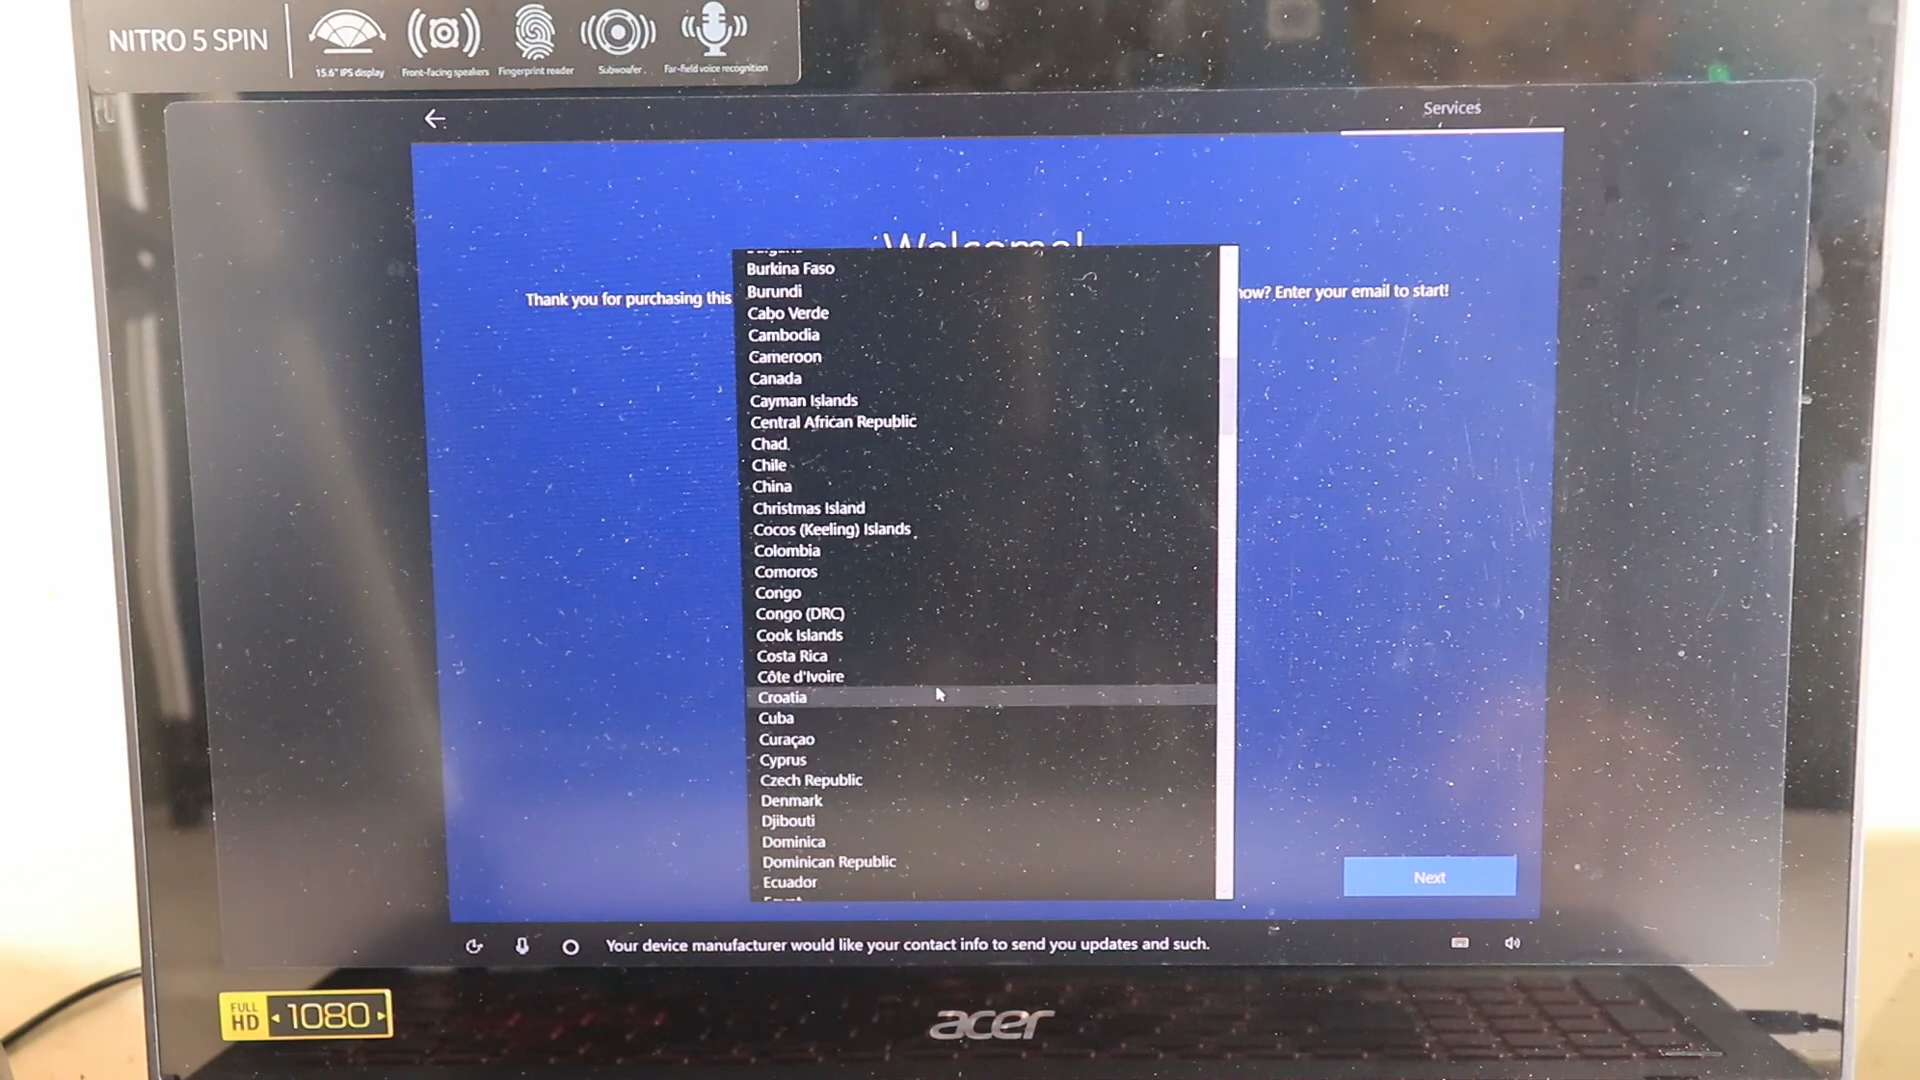 NITRO 5 SPIN
15.6" IPS display
Front-facing speakers
Fingerprint reader
Subwoofer
Far-field voice recognition
Services
Welcome!
Thank you for purchasing this
now? Enter your email to start!
Burkina Faso
Burundi
Cabo Verde
Cambodia
Cameroon
Canada
Cayman Islands
Central African Republic
Chad
Chile
China
Christmas Island
Cocos (Keeling) Islands
Colombia
Comoros
Congo
Congo (DRC)
Cook Islands
Costa Rica
Côte d'Ivoire
Croatia
Cuba
Curaçao
Cyprus
Czech Republic
Denmark
Djibouti
Dominica
Dominican Republic
Ecuador
Next
Your device manufacturer would like your contact info to send you updates and such.
FULL HD 1080
acer